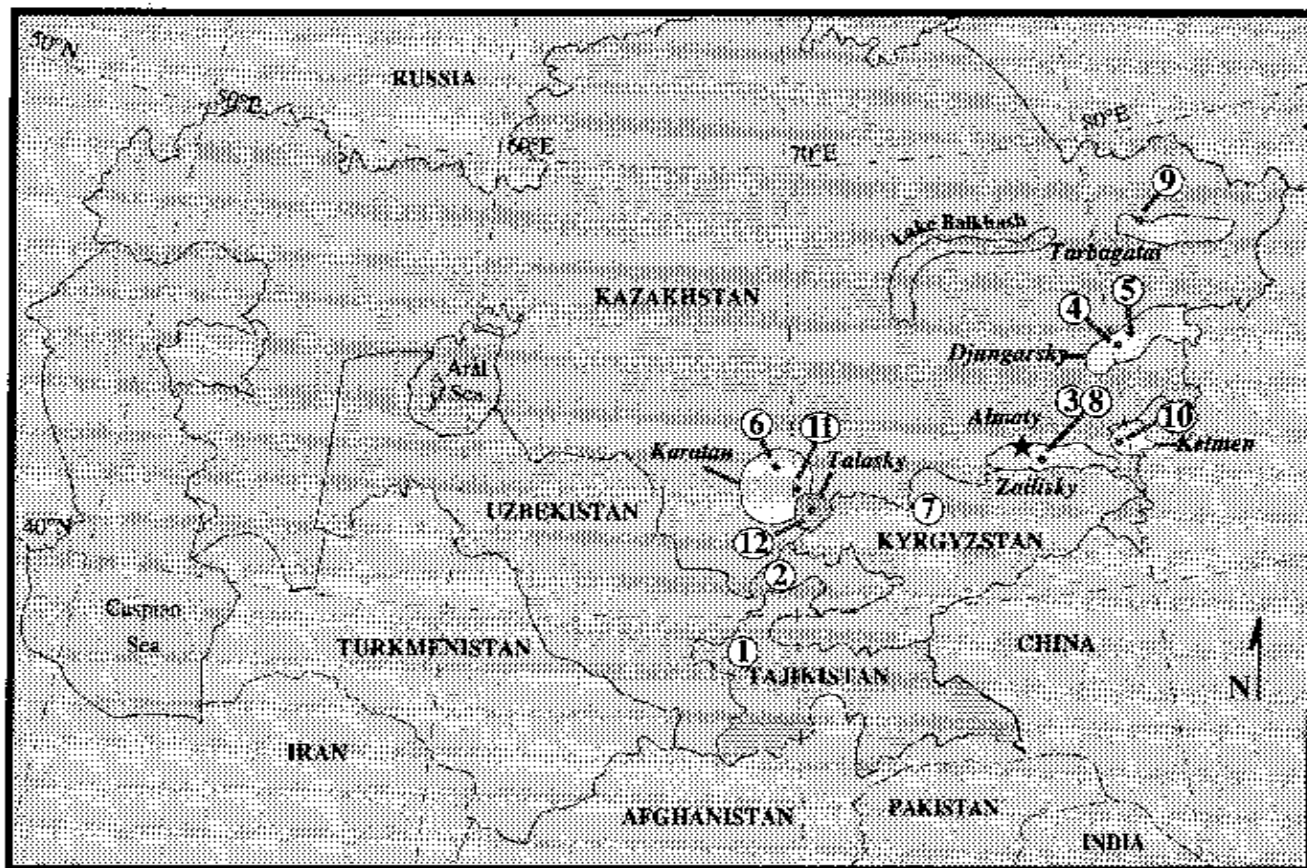 50°N
RUSSIA
50°E
60°E
70°E
80°E
9
Lake Balkhash
Tarbagatai
KAZAKHSTAN
4
5
Djungarsky
Aral
Sea
Almaty
3
8
10
Ketmen
6
11
Karatau
Talassky
Zailisky
UZBEKISTAN
7
40°N
12
KYRGYZSTAN
2
Caspian
Sea
TURKMENISTAN
1
TAJIKISTAN
CHINA
N
IRAN
AFGHANISTAN
PAKISTAN
INDIA